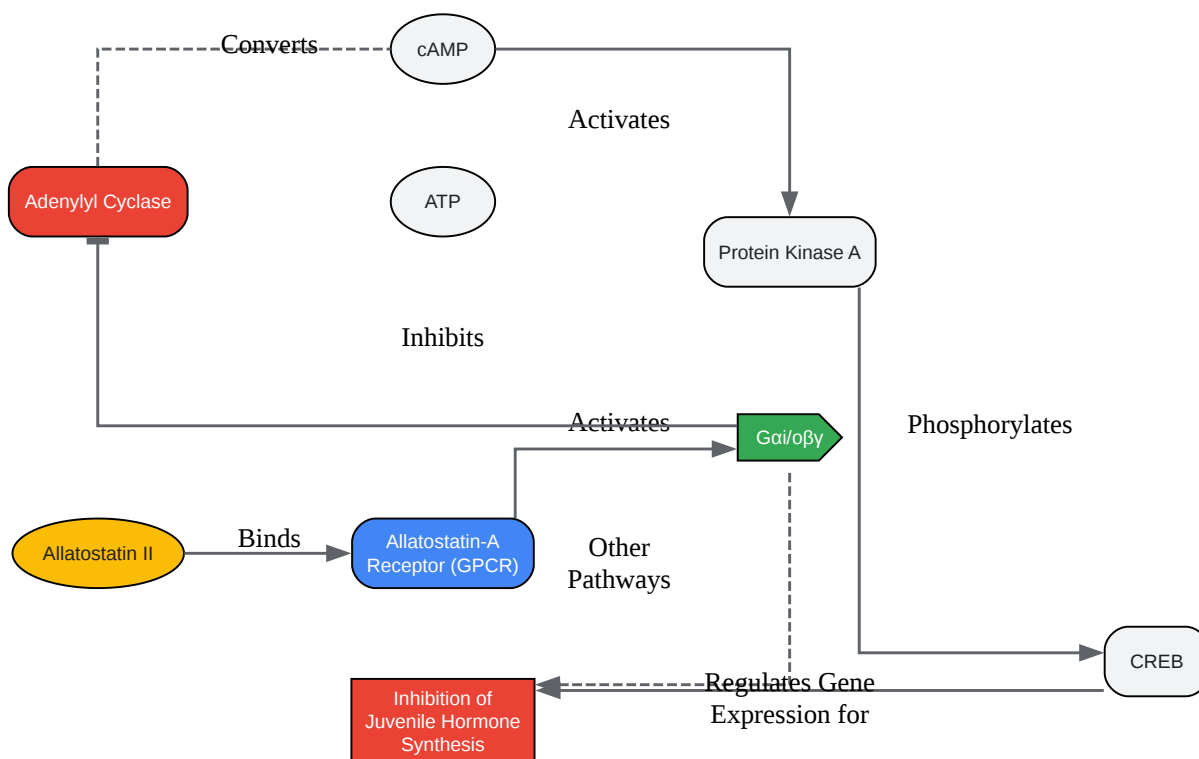 Converts
cAMP
Activates
Adenylyl Cyclase
ATP
Protein Kinase A
Inhibits
Activates
Gαi/oβγ
Phosphorylates
Allatostatin II
Binds
Allatostatin-A
Receptor (GPCR)
Other
Pathways
CREB
Inhibition of
Juvenile Hormone
Synthesis
Regulates Gene
Expression for